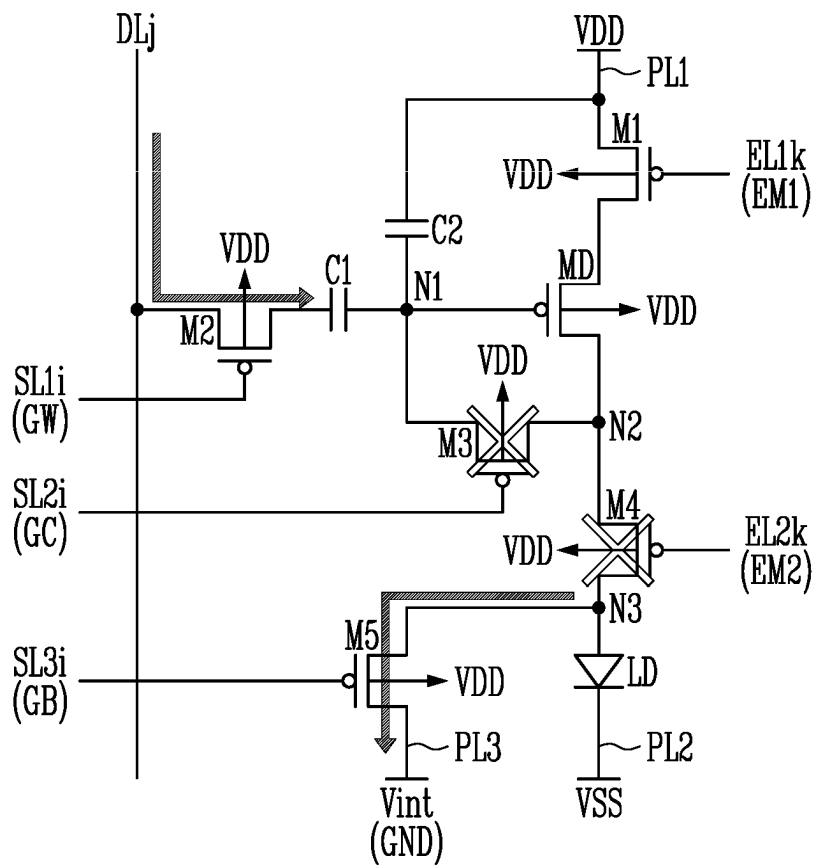 DLj
VDD
PL1
M1
VDD
EL1k
(EM1)
C2
VDD
C1
N1
MD
VDD
M2
SL1i
(GW)
VDD
M3
N2
SL2i
(GC)
M4
VDD
EL2k
(EM2)
N3
M5
SL3i
(GB)
VDD
LD
PL3
PL2
Vint
(GND)
VSS